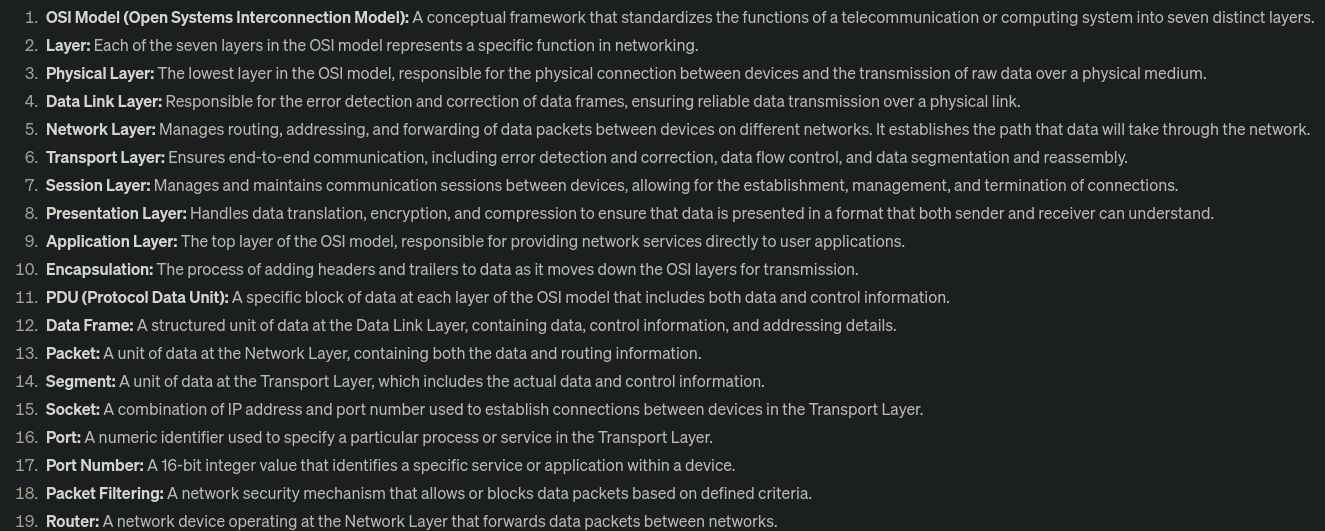 1. OSI Model (Open Systems Interconnection Model): A conceptual framework that standardizes the functions of a telecommunication or computing system into seven distinct layers.
2. Layer: Each of the seven layers in the OSI model represents a specific function in networking.
3. Physical Layer: The lowest layer in the OSI model, responsible for the physical connection between devices and the transmission of raw data over a physical medium.
4. Data Link Layer: Responsible for the error detection and correction of data frames, ensuring reliable data transmission over a physical link.
5. Network Layer: Manages routing, addressing, and forwarding of data packets between devices on different networks. It establishes the path that data will take through the network.
6. Transport Layer: Ensures end-to-end communication, including error detection and correction, data flow control, and data segmentation and reassembly.
7. Session Layer: Manages and maintains communication sessions between devices, allowing for the establishment, management, and termination of connections.
8. Presentation Layer: Handles data translation, encryption, and compression to ensure that data is presented in a format that both sender and receiver can understand.
9. Application Layer: The top layer of the OSI model, responsible for providing network services directly to user applications.
10. Encapsulation: The process of adding headers and trailers to data as it moves down the OSI layers for transmission.
11. PDU (Protocol Data Unit): A specific block of data at each layer of the OSI model that includes both data and control information.
12. Data Frame: A structured unit of data at the Data Link Layer, containing data, control information, and addressing details.
13. Packet: A unit of data at the Network Layer, containing both the data and routing information.
14. Segment: A unit of data at the Transport Layer, which includes the actual data and control information.
15. Socket: A combination of IP address and port number used to establish connections between devices in the Transport Layer.
16. Port: A numeric identifier used to specify a particular process or service in the Transport Layer.
17. Port Number: A 16-bit integer value that identifies a specific service or application within a device.
18. Packet Filtering: A network security mechanism that allows or blocks data packets based on defined criteria.
19. Router: A network device operating at the Network Layer that forwards data packets between networks.